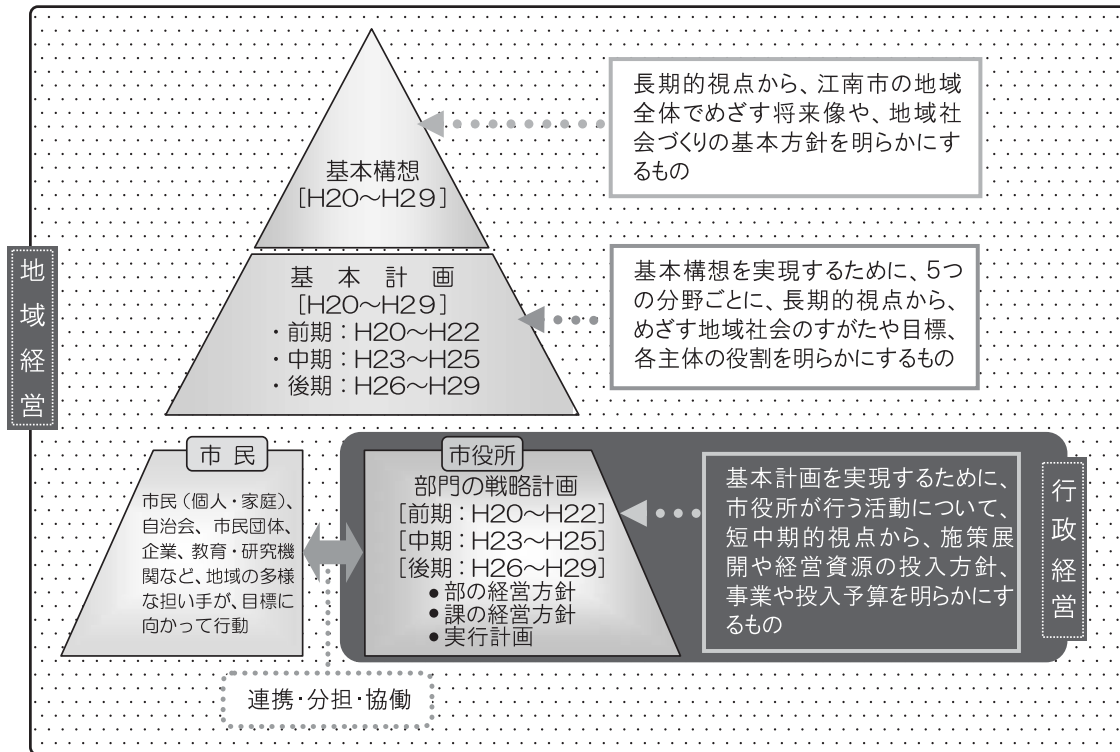 基本構想
[H20～H29]
長期的視点から、江南市の地域
全体でめざす将来像や、地域社
会づくりの基本方針を明らかにす
るもの
地域経営
基本計画
[H20～H29]
・前期：H20～H22
・中期：H23～H25
・後期：H26～H29
基本構想を実現するために、5つ
の分野ごとに、長期的視点から、
めざす地域社会のすがたや目標、
各主体の役割を明らかにするもの
市民
市民（個人・家庭）、
自治会、市民団体、
企業、教育・研究機
関など、地域の多様
な担い手が、目標に
向かって行動
市役所
部門の戦略計画
[前期：H20～H22]
[中期：H23～H25]
[後期：H26～H29]
●部の経営方針
●課の経営方針
●実行計画
基本計画を実現するために、
市役所が行う活動について、
短中期的視点から、施策展
開や経営資源の投入方針、
事業や投入予算を明らかにす
るもの
行政経営
連携・分担・協働